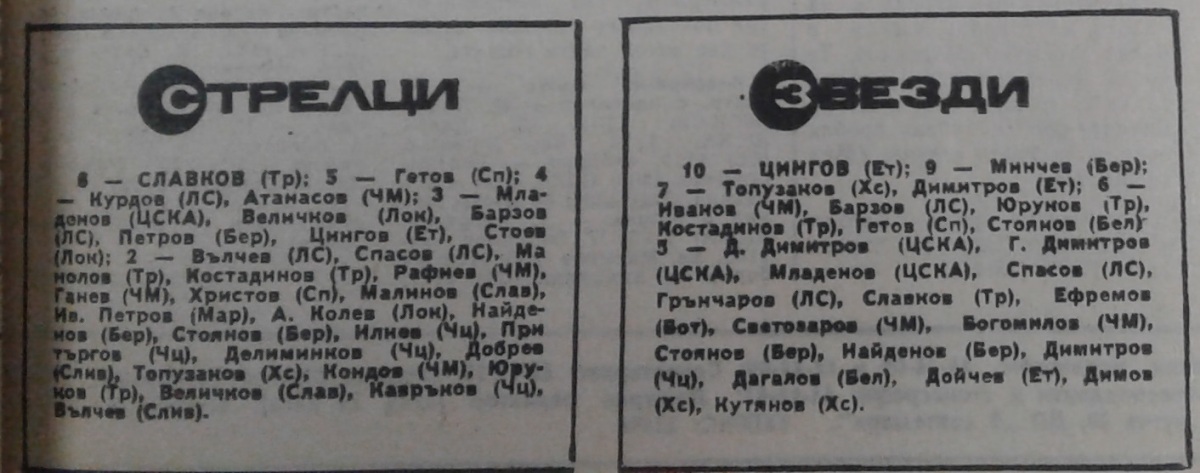 СТРЕЛЦИ
6 — СЛАВКОВ (Тр); 5 — Гетов (Сп); 4
— Курдов (ЛС), Атанасов (ЧМ); 3 — Мла-
денов (ЦСКА), Величков (Лок), Барзов
(ЛС), Петров (Бер), Цингов (Ет), Стоев
(Лок); 2 — Вълчев (ЛС), Спасов (ЛС), Ма
нолов (Тр), Костадинов (Тр), Рафиев (ЧМ),
Ганев (ЧМ), Христов (Сп), Малинов (Слав),
Ив. Петров (Мар), А. Колев (Лок), Найде-
нов (Бер), Стоянов (Бер), Илиев (Чц), При
търгов (Чц), Делиминков (Чц), Добрев
(Слив), Топузаков (Хс), Кондов (ЧМ), Юру-
ков (Тр), Величков (Слав), Кавръков (Чц),
Вълчев (Слив).
ЗВЕЗДИ
10 — ЦИНГОВ (Ет); 9 — Минчев (Бер);
7 — Топузаков (Хс), Димитров (Ет); 6 —
Иванов (ЧМ), Барзов (ЛС), Юруков (Тр),
Костадинов (Тр), Гетов (Сп), Стоянов (Бел)
5 — Д. Димитров (ЦСКА), Г. Димитров
(ЦСКА), Младенов (ЦСКА), Спасов (ЛС),
Грънчаров (ЛС), Славков (Тр), Ефремов
(Бот), Светозаров (ЧМ), Богомилов (ЧМ),
Стоянов (Бер), Найденов (Бер), Димитров
(Чц), Дагалов (Бел), Дойчев (Ет), Димов
(Хс), Кутянов (Хс).